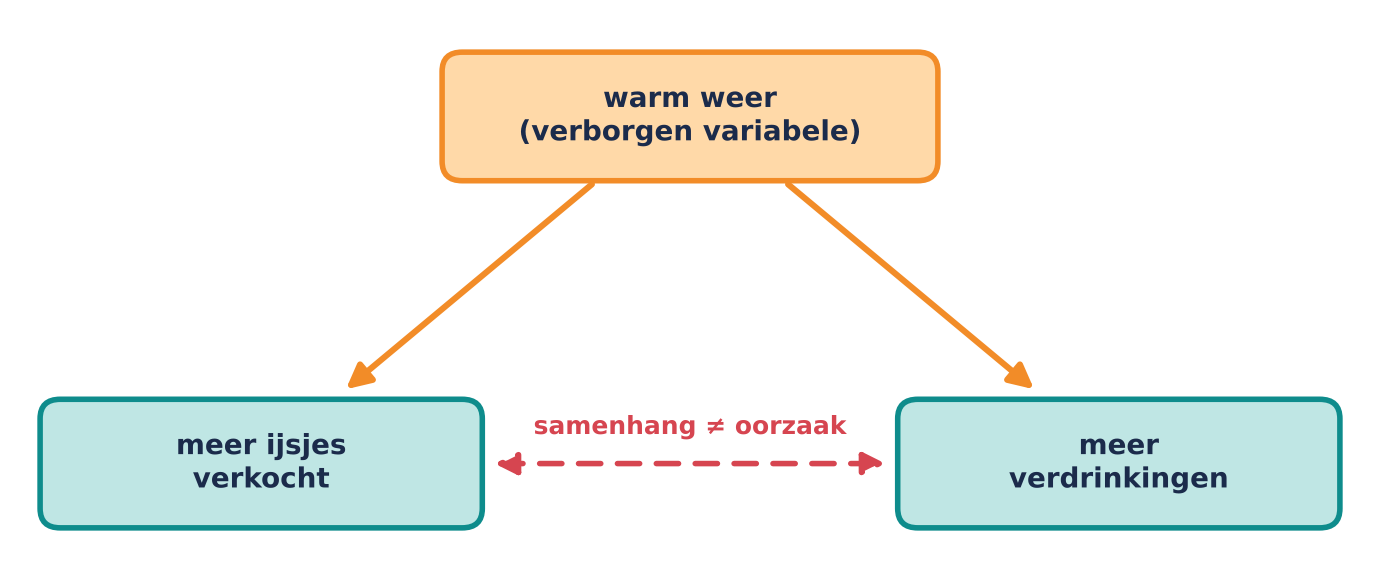 warm weer
(verborgen variabele)
samenhang ≠ oorzaak
meer ijsjes
verkocht
meer
verdrinkingen